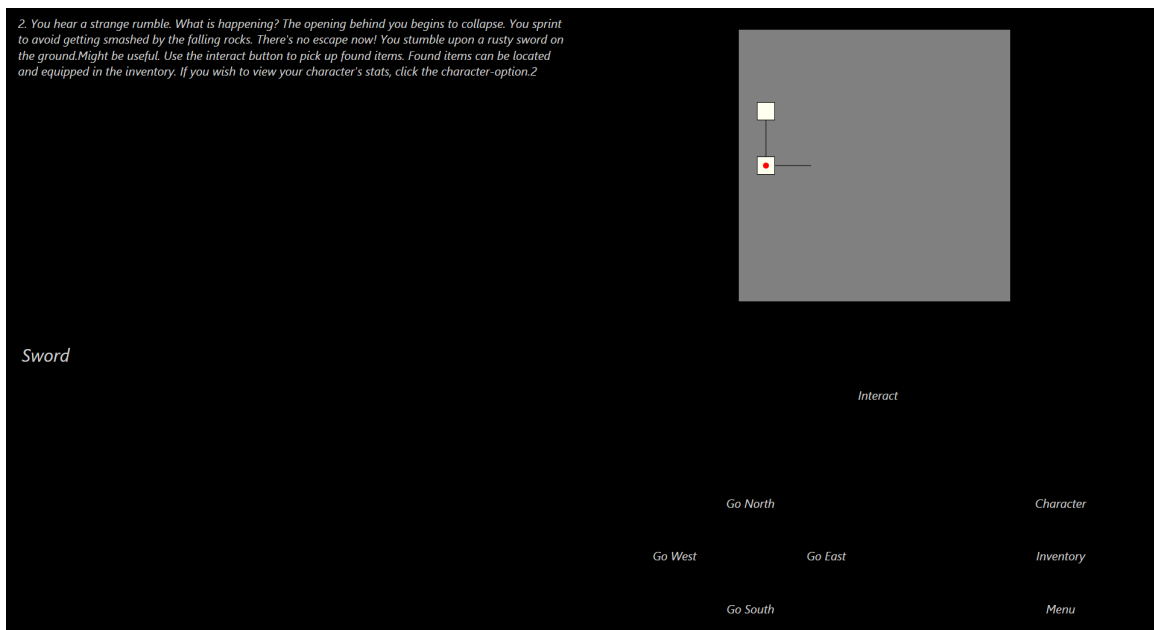 2. You hear a strange rumble. What is happening? The opening behind you begins to collapse. You sprint
to avoid getting smashed by the falling rocks. There's no escape now! You stumble upon a rusty sword on
the ground.Might be useful. Use the interact button to pick up found items. Found items can be located
and equipped in the inventory. If you wish to view your character's stats, click the character-option.2
Sword
Interact
Go North
Character
Go West
Go East
Inventory
Go South
Menu